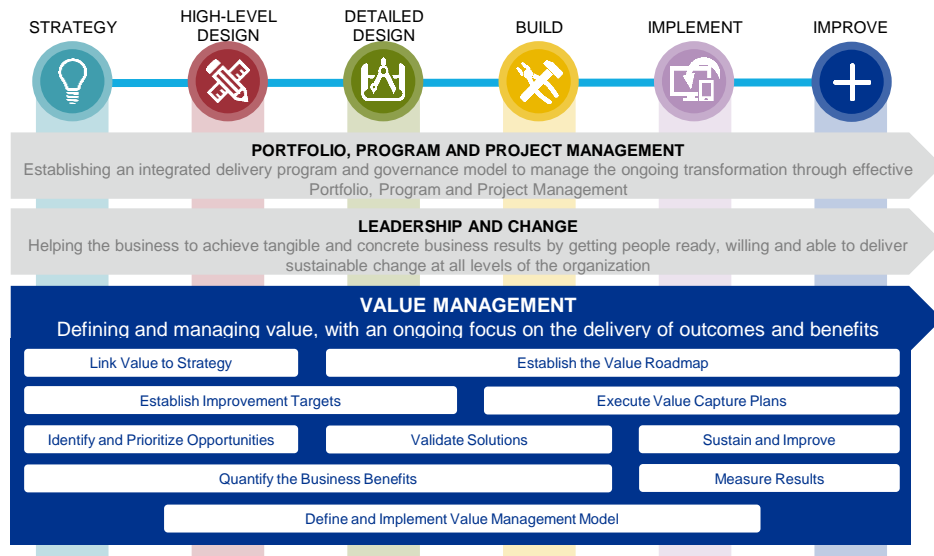 STRATEGY
HIGH-LEVEL
DESIGN
DETAILED
DESIGN
BUILD
IMPLEMENT
IMPROVE
PORTFOLIO, PROGRAM AND PROJECT MANAGEMENT
Establishing an integrated delivery program and governance model to manage the ongoing transformation through effective
Portfolio, Program and Project Management
LEADERSHIP AND CHANGE
Helping the business to achieve tangible and concrete business results by getting people ready, willing and able to deliver
sustainable change at all levels of the organization
VALUE MANAGEMENT
Defining and managing value, with an ongoing focus on the delivery of outcomes and benefits
Link Value to Strategy
Establish the Value Roadmap
Establish Improvement Targets
Execute Value Capture Plans
Identify and Prioritize Opportunities
Validate Solutions
Sustain and Improve
Quantify the Business Benefits
Measure Results
Define and Implement Value Management Model